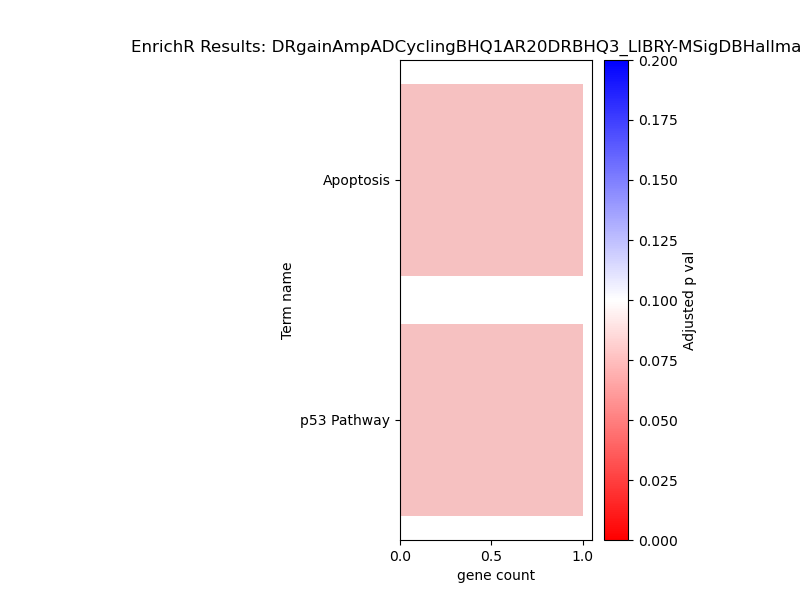 EnrichR Results: DRgainAmpADCyclingBHQ1AR20DRBHQ3_LIBRY-MSigDBHallma
Apoptosis
p53 Pathway
Term name
0.0 0.5 1.0
gene count
0.200
0.175
0.150
0.125
0.100
0.075
0.050
0.025
0.000
Adjusted p val